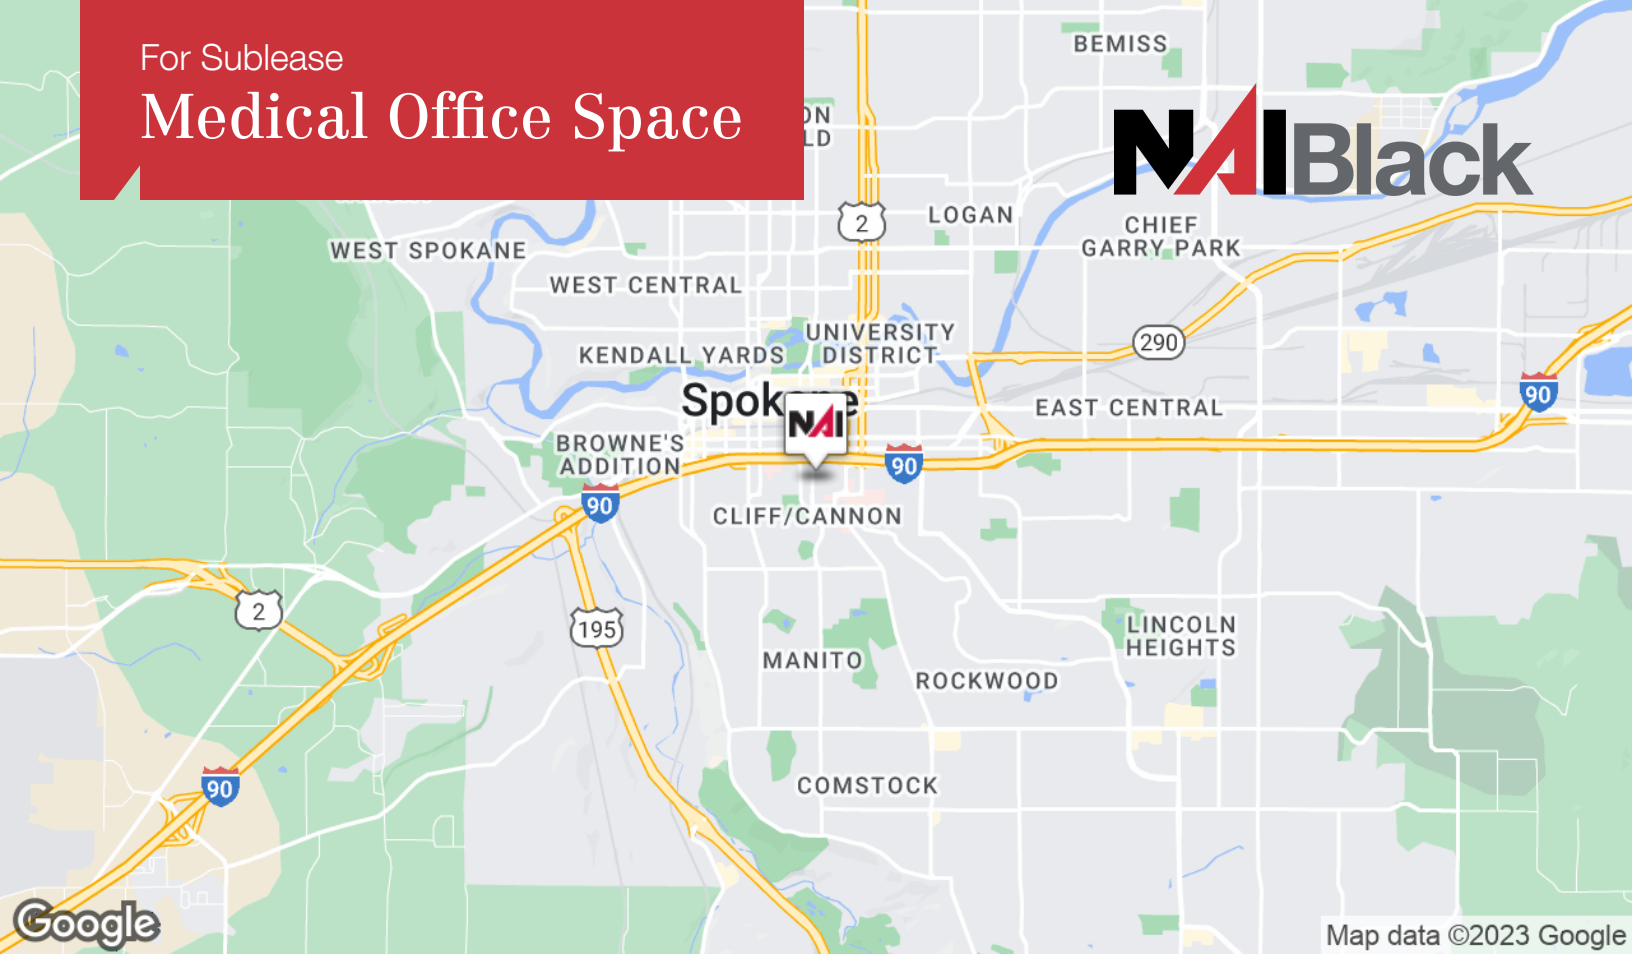 For Sublease
Medical Office Space
BEMISS
NAIBlack
2
LOGAN
CHIEF
GARRY PARK
WEST SPOKANE
WEST CENTRAL
UNIVERSITY
DISTRICT
KENDALL YARDS
290
90
Spokane
NAI
EAST CENTRAL
BROWNE'S
ADDITION
90
90
CLIFF/CANNON
2
195
LINCOLN
HEIGHTS
MANITO
ROCKWOOD
COMSTOCK
90
Google
Map data ©2023 Google